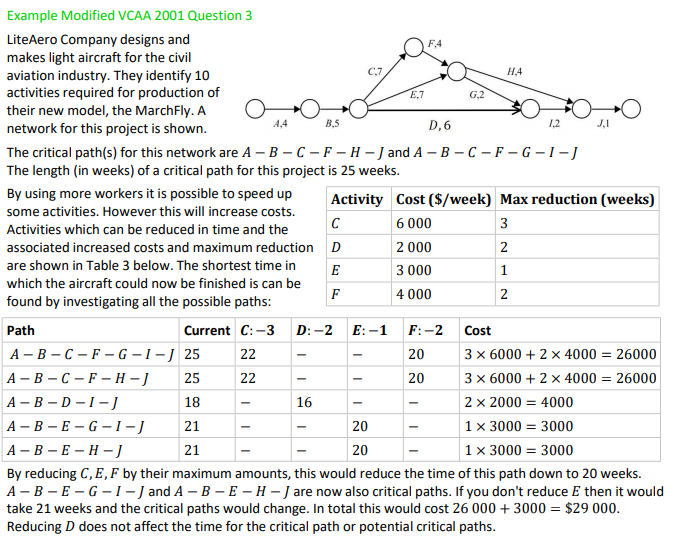 Example Modified VCAA 2001 Question 3
LiteAero Company designs and
makes light aircraft for the civil
aviation industry. They identify 10
activities required for production of
their new model, the MarchFly. A
network for this project is shown.
F,4
C,7
H,4
E,7
G,2
A,4
B,5
D, 6
I,2
J,1
The critical path(s) for this network are A − B − C − F − H − J and A − B − C − F − G − I − J
The length (in weeks) of a critical path for this project is 25 weeks.
By using more workers it is possible to speed up
some activities. However this will increase costs.
Activities which can be reduced in time and the
associated increased costs and maximum reduction
are shown in Table 3 below. The shortest time in
which the aircraft could now be finished is can be
found by investigating all the possible paths:
Activity Cost ($/week) Max reduction (weeks)
C 6 000 3
D 2 000 2
E 3 000 1
F 4 000 2
Path Current C: −3 D: −2 E: −1 F: −2 Cost
A − B − C − F − G − I − J 25 22 − − 20 3 × 6000 + 2 × 4000 = 26000
A − B − C − F − H − J 25 22 − − 20 3 × 6000 + 2 × 4000 = 26000
A − B − D − I − J 18 − 16 − − 2 × 2000 = 4000
A − B − E − G − I − J 21 − − 20 − 1 × 3000 = 3000
A − B − E − H − J 21 − − 20 − 1 × 3000 = 3000
By reducing C, E, F by their maximum amounts, this would reduce the time of this path down to 20 weeks.
A − B − E − G − I − J and A − B − E − H − J are now also critical paths. If you don't reduce E then it would
take 21 weeks and the critical paths would change. In total this would cost 26 000 + 3000 = $29 000.
Reducing D does not affect the time for the critical path or potential critical paths.